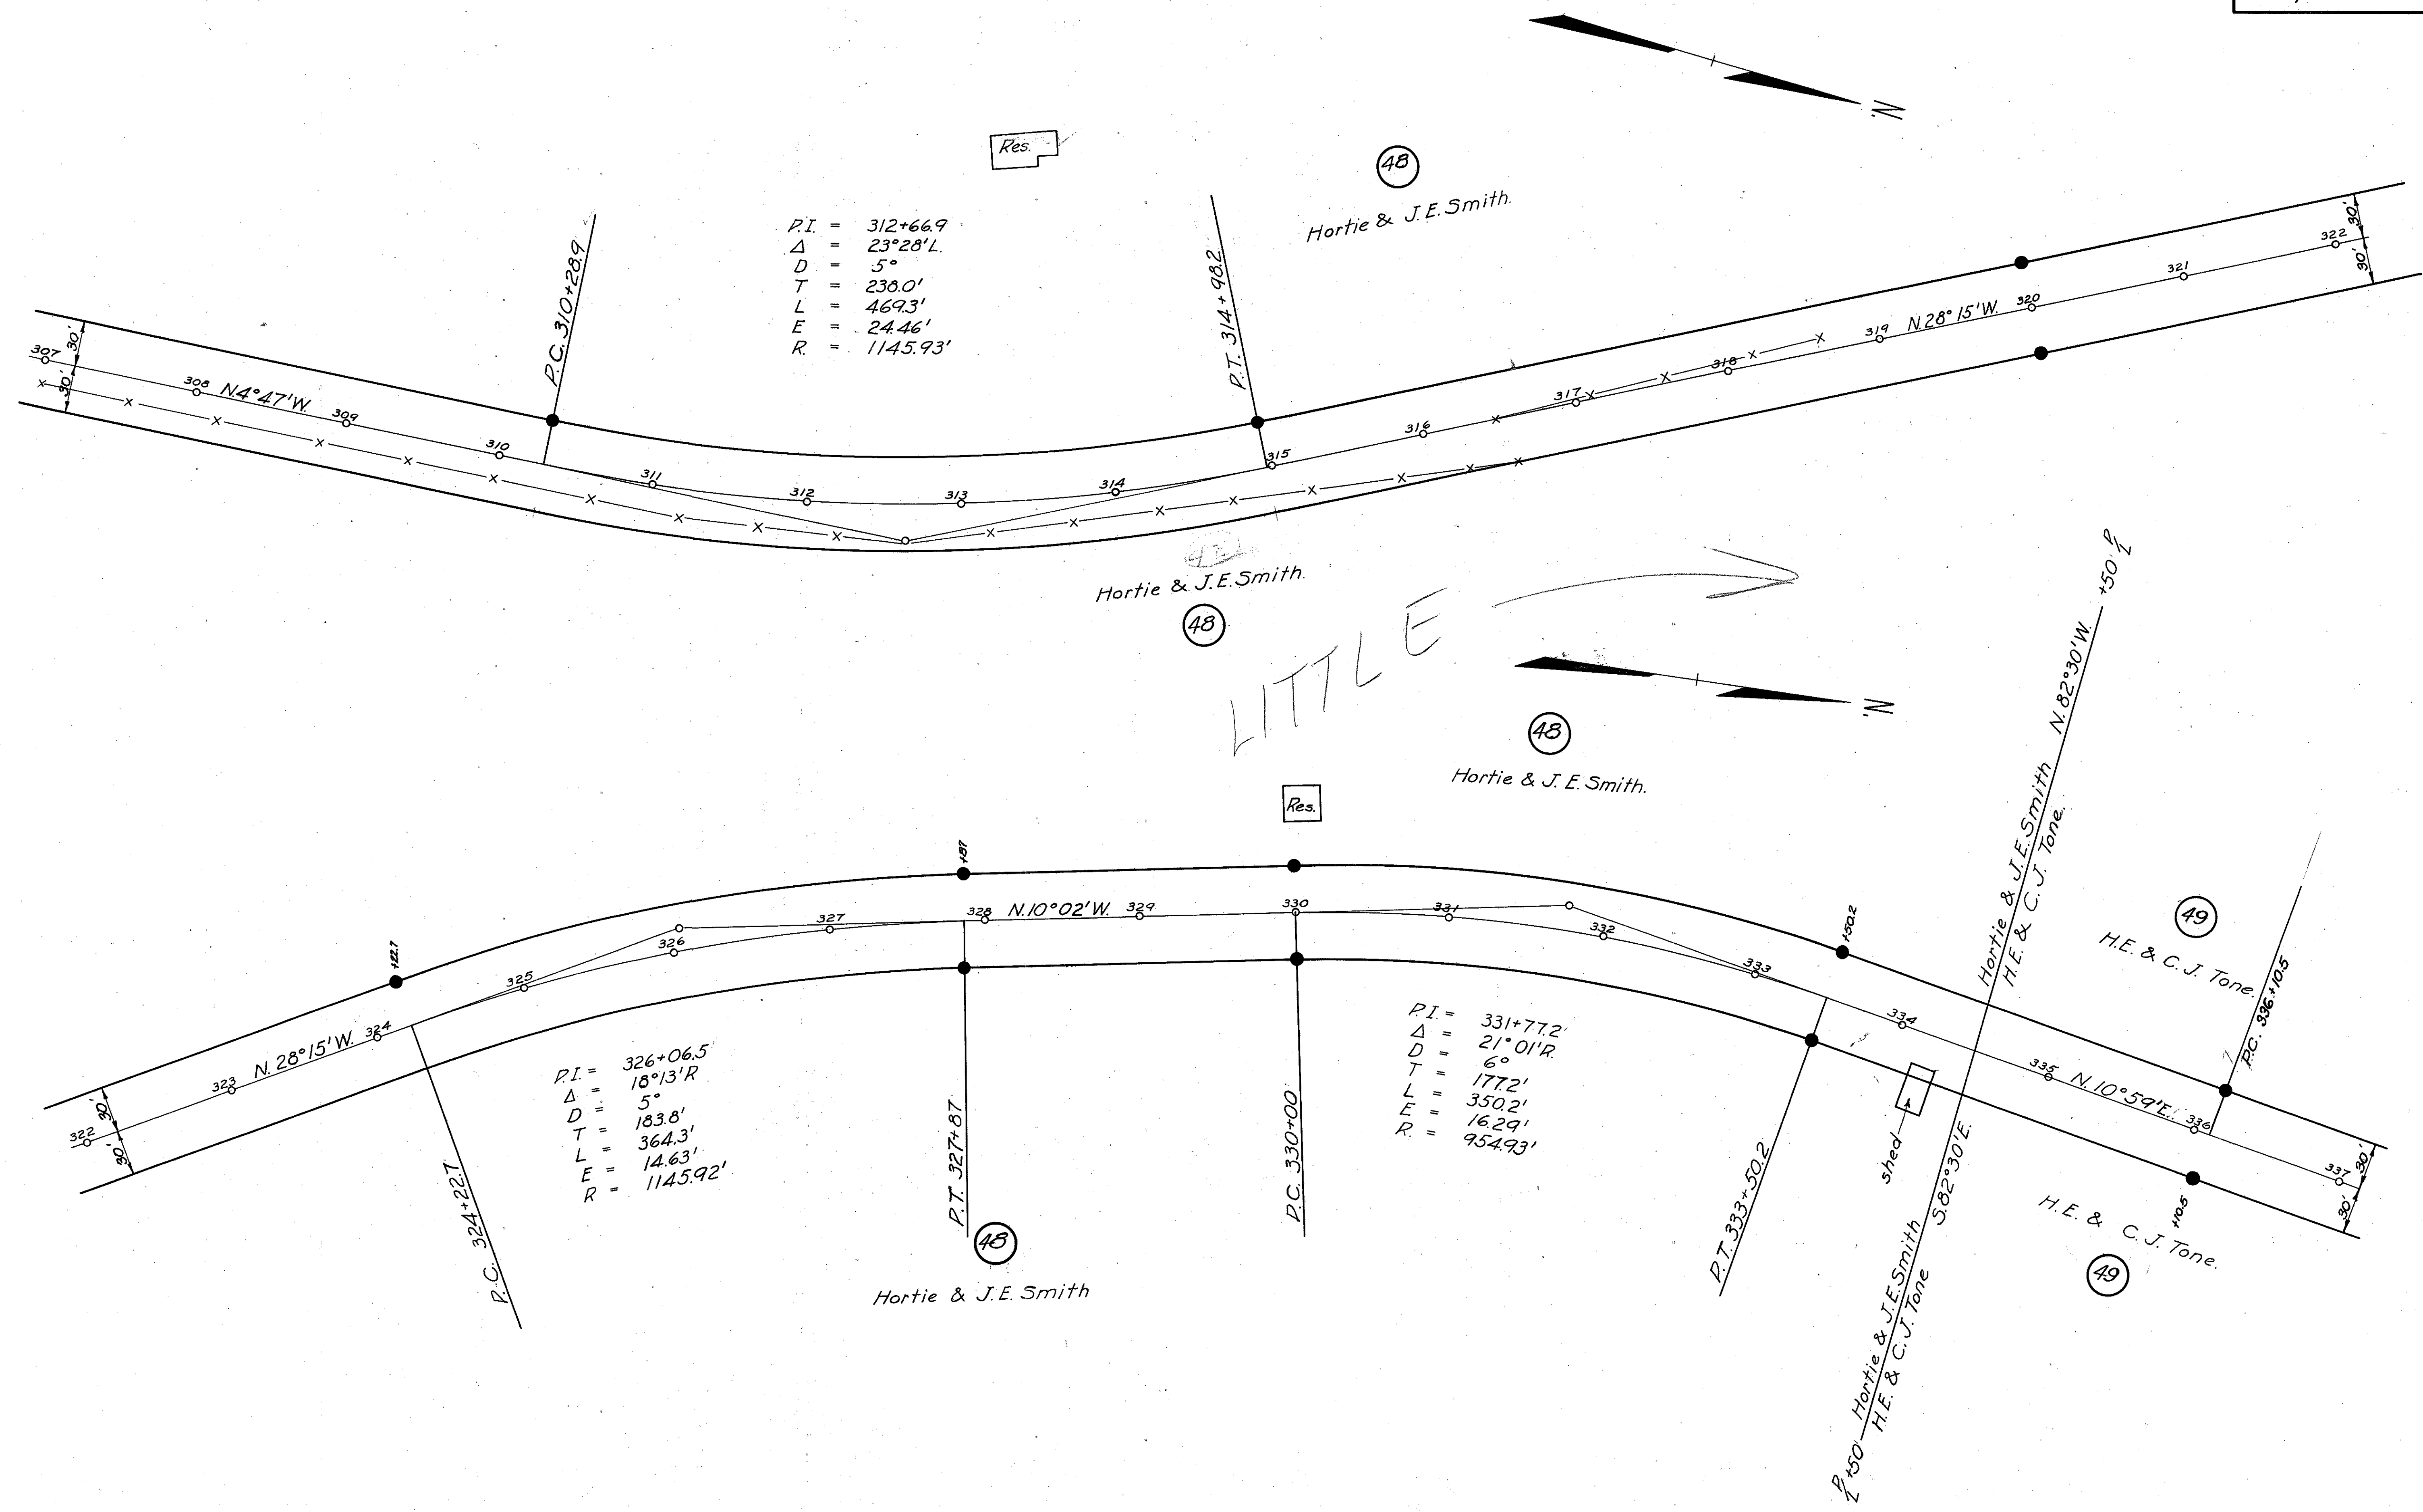 N.
Res.
48
Hortie & J.E. Smith.
P.I. = 312+66.9
Δ = 23°28'L.
D = 5°
T = 238.0'
L = 469.3'
E = 24.46'
R. = 1145.93'
P.C. 310+28.9
P.T. 314+98.2
30'
30'
30'
30'
307
308
N.4°47'W.
309
310
311
312
313
314
315
316
317
318
319
N.28°15'W.
320
321
322
Hortie & J.E. Smith.
48
LITTLE E
N.
48
Hortie & J.E. Smith.
Res.
+50' P/L
N.82°30'W.
Hortie & J.E. Smith
H.E. & C.J. Tone.
49
H.E. & C.J. Tone.
P.C. 336+10.5
+22.7
+87
+50.2
30'
30'
322
323
N.28°15'W.
324
325
326
327
328
N.10°02'W.
329
330
331
332
333
334
335
N.10°59'E.
336
337
30'
30'
P.I. = 326+06.5'
Δ = 18°13'R
D = 5°
T = 183.8'
L = 364.3'
E = 14.63'
R = 1145.92'
P.I. = 331+77.2'
Δ = 21°01'R.
D = 6°
T = 177.2'
L = 350.2'
E = 16.29'
R. = 954.93'
P.C. 324+22.7
P.T. 327+87
P.C. 330+00
P.T. 333+50.2
shed
S.82°30'E.
Hortie & J.E. Smith
H.E. & C.J. Tone
P/L +50'
+10.5
H.E. & C.J. Tone.
49
48
Hortie & J.E. Smith